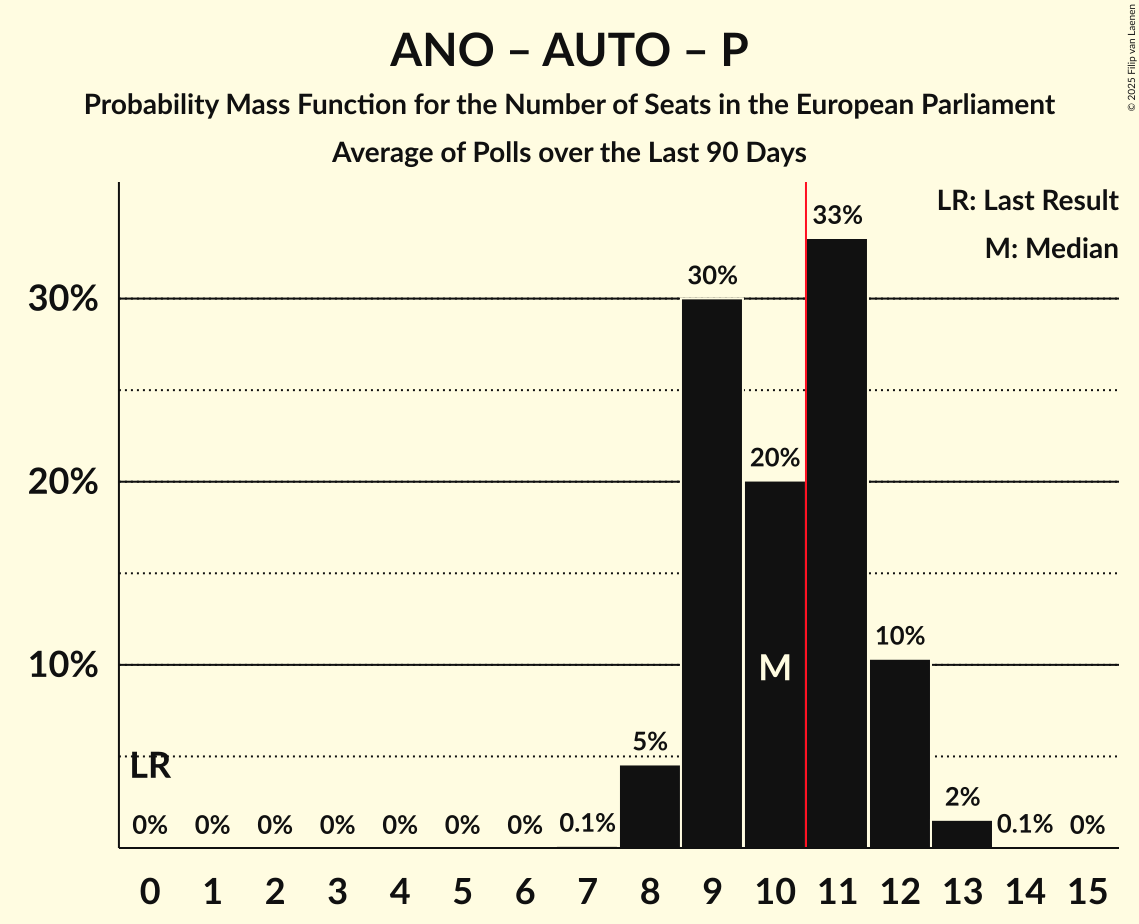 ANO – AUTO – P
Probability Mass Function for the Number of Seats in the European Parliament
Average of Polls over the Last 90 Days
© 2025 Filip van Laenen
LR: Last Result
M: Median
33%
30%
30%
20%
20%
10%
10%
M
5%
LR
2%
0% 0% 0% 0% 0% 0% 0% 0.1% 0.1% 0%
0 1 2 3 4 5 6 7 8 9 10 11 12 13 14 15